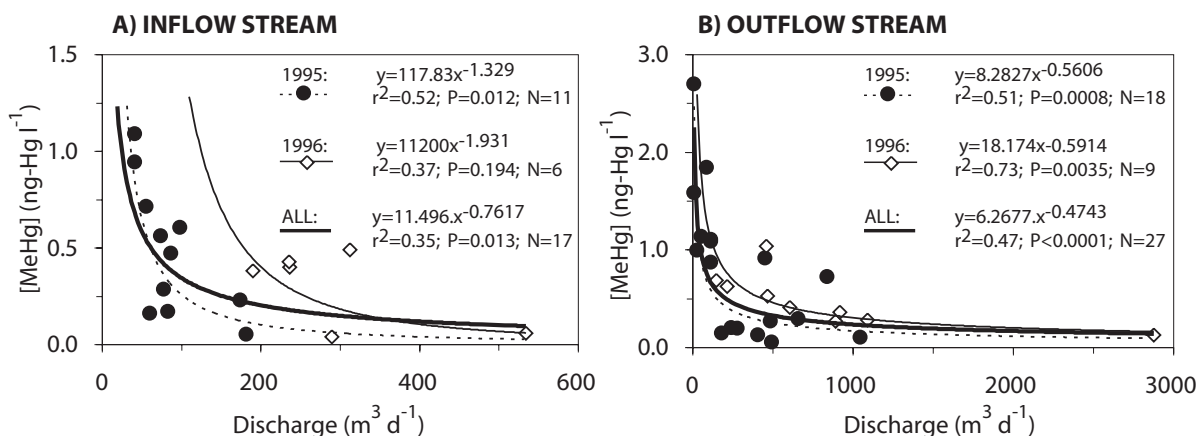 A) INFLOW STREAM
1.5
1.0
0.5
0.0
[MeHg] (ng-Hg l-1)
1995: y=117.83x-1.329
r2=0.52; P=0.012; N=11
1996: y=11200x-1.931
r2=0.37; P=0.194; N=6
ALL: y=11.496.x-0.7617
r2=0.35; P=0.013; N=17
0 200 400 600
Discharge (m3 d-1)
B) OUTFLOW STREAM
3.0
2.0
1.0
0.0
[MeHg] (ng-Hg l-1)
1995: y=8.2827x-0.5606
r2=0.51; P=0.0008; N=18
1996: y=18.174x-0.5914
r2=0.73; P=0.0035; N=9
ALL: y=6.2677.x-0.4743
r2=0.47; P<0.0001; N=27
0 1000 2000 3000
Discharge (m3 d-1)